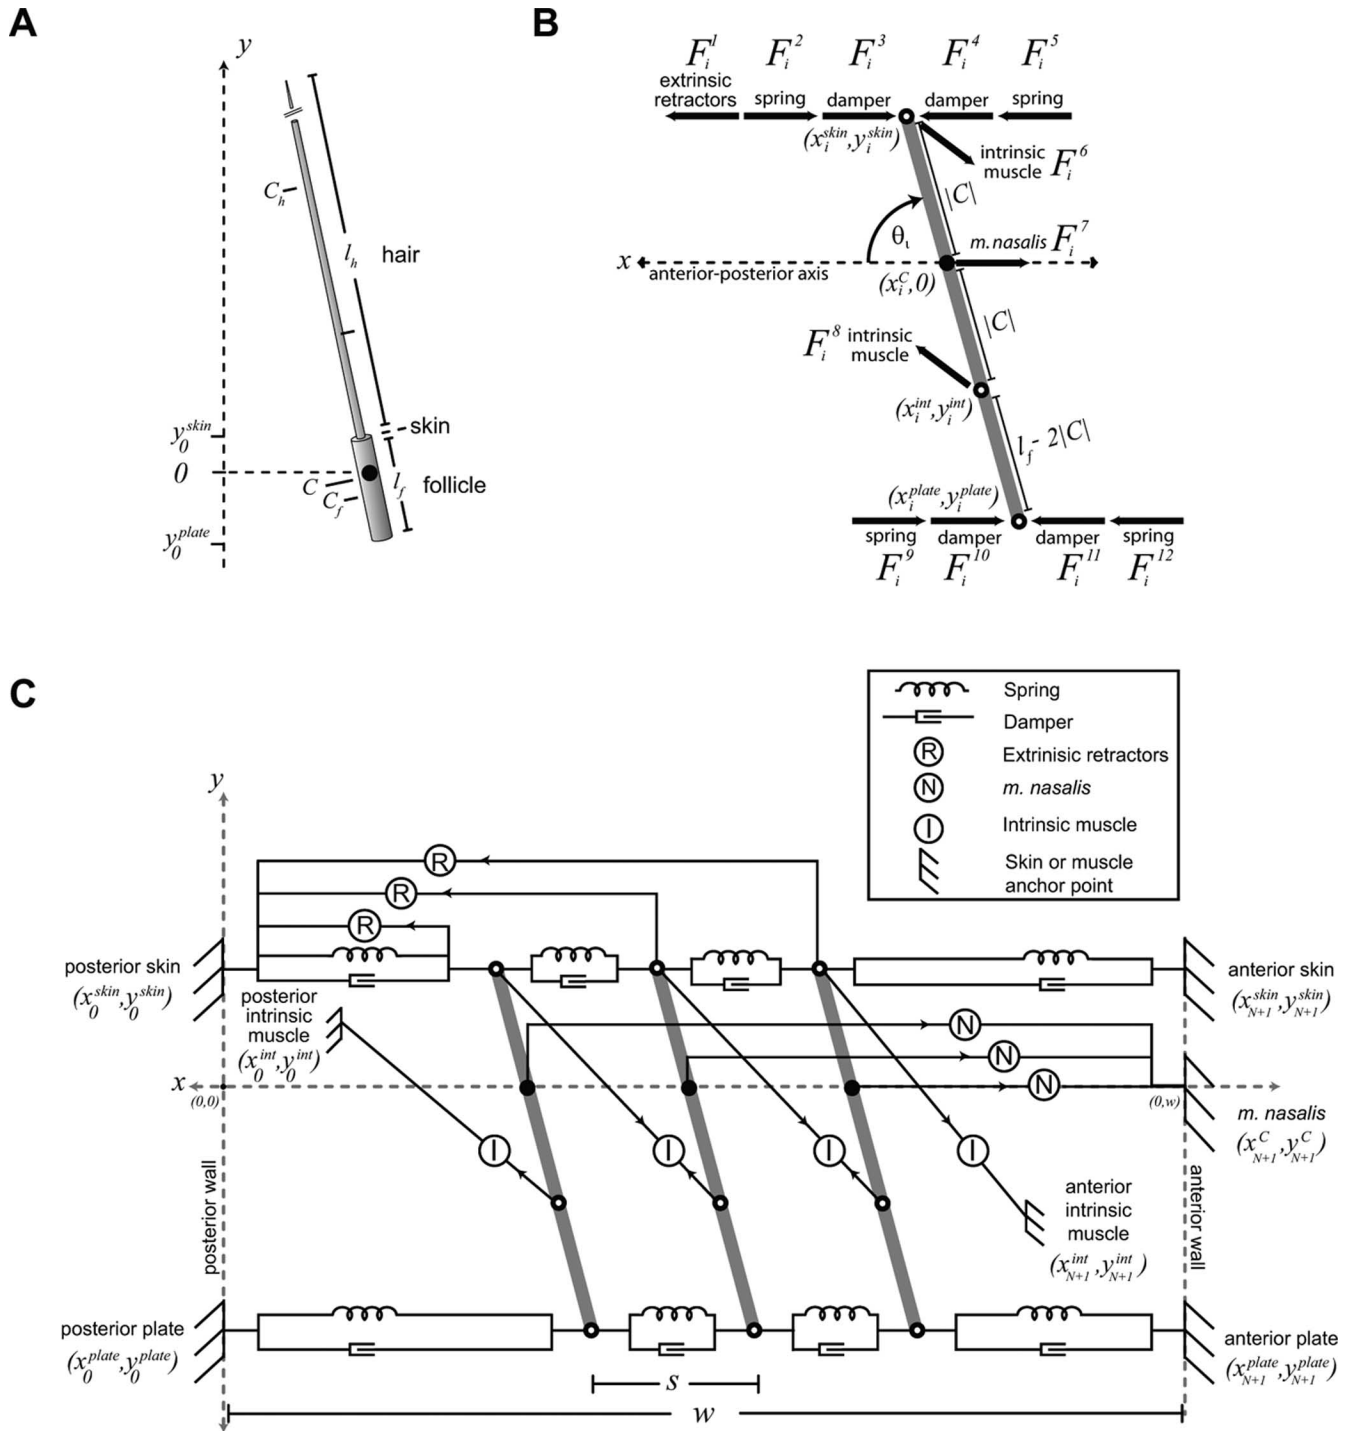 A
y
C_h
l_h hair
y_0^skin
skin
0
C
C_f
l_f follicle
y_0^plate
B
F_i^1 F_i^2 F_i^3 F_i^4 F_i^5
extrinsic
retractors spring damper damper spring
(x_i^skin,y_i^skin)
intrinsic
muscle F_i^6
|C|
θ_ι
m. nasalis F_i^7
x anterior-posterior axis
(x_i^C,0)
|C|
F_i^8 intrinsic
muscle
(x_i^int,y_i^int)
l_f - 2|C|
(x_i^plate,y_i^plate)
spring damper damper spring
F_i^9 F_i^10 F_i^11 F_i^12
C
Spring
Damper
R Extrinisic retractors
N m. nasalis
I Intrinsic muscle
Skin or muscle
anchor point
y
R
R
R
posterior skin
(x_0^skin,y_0^skin)
posterior
intrinsic
muscle
(x_0^int,y_0^int)
anterior skin
(x_N+1^skin,y_N+1^skin)
N
N
N
x
(0,0)
(0,w)
m. nasalis
(x_N+1^C,y_N+1^C)
I
I
I
I
posterior wall
anterior wall
anterior
intrinsic
muscle
(x_N+1^int,y_N+1^int)
posterior plate
(x_0^plate,y_0^plate)
anterior plate
(x_N+1^plate,y_N+1^plate)
s
w